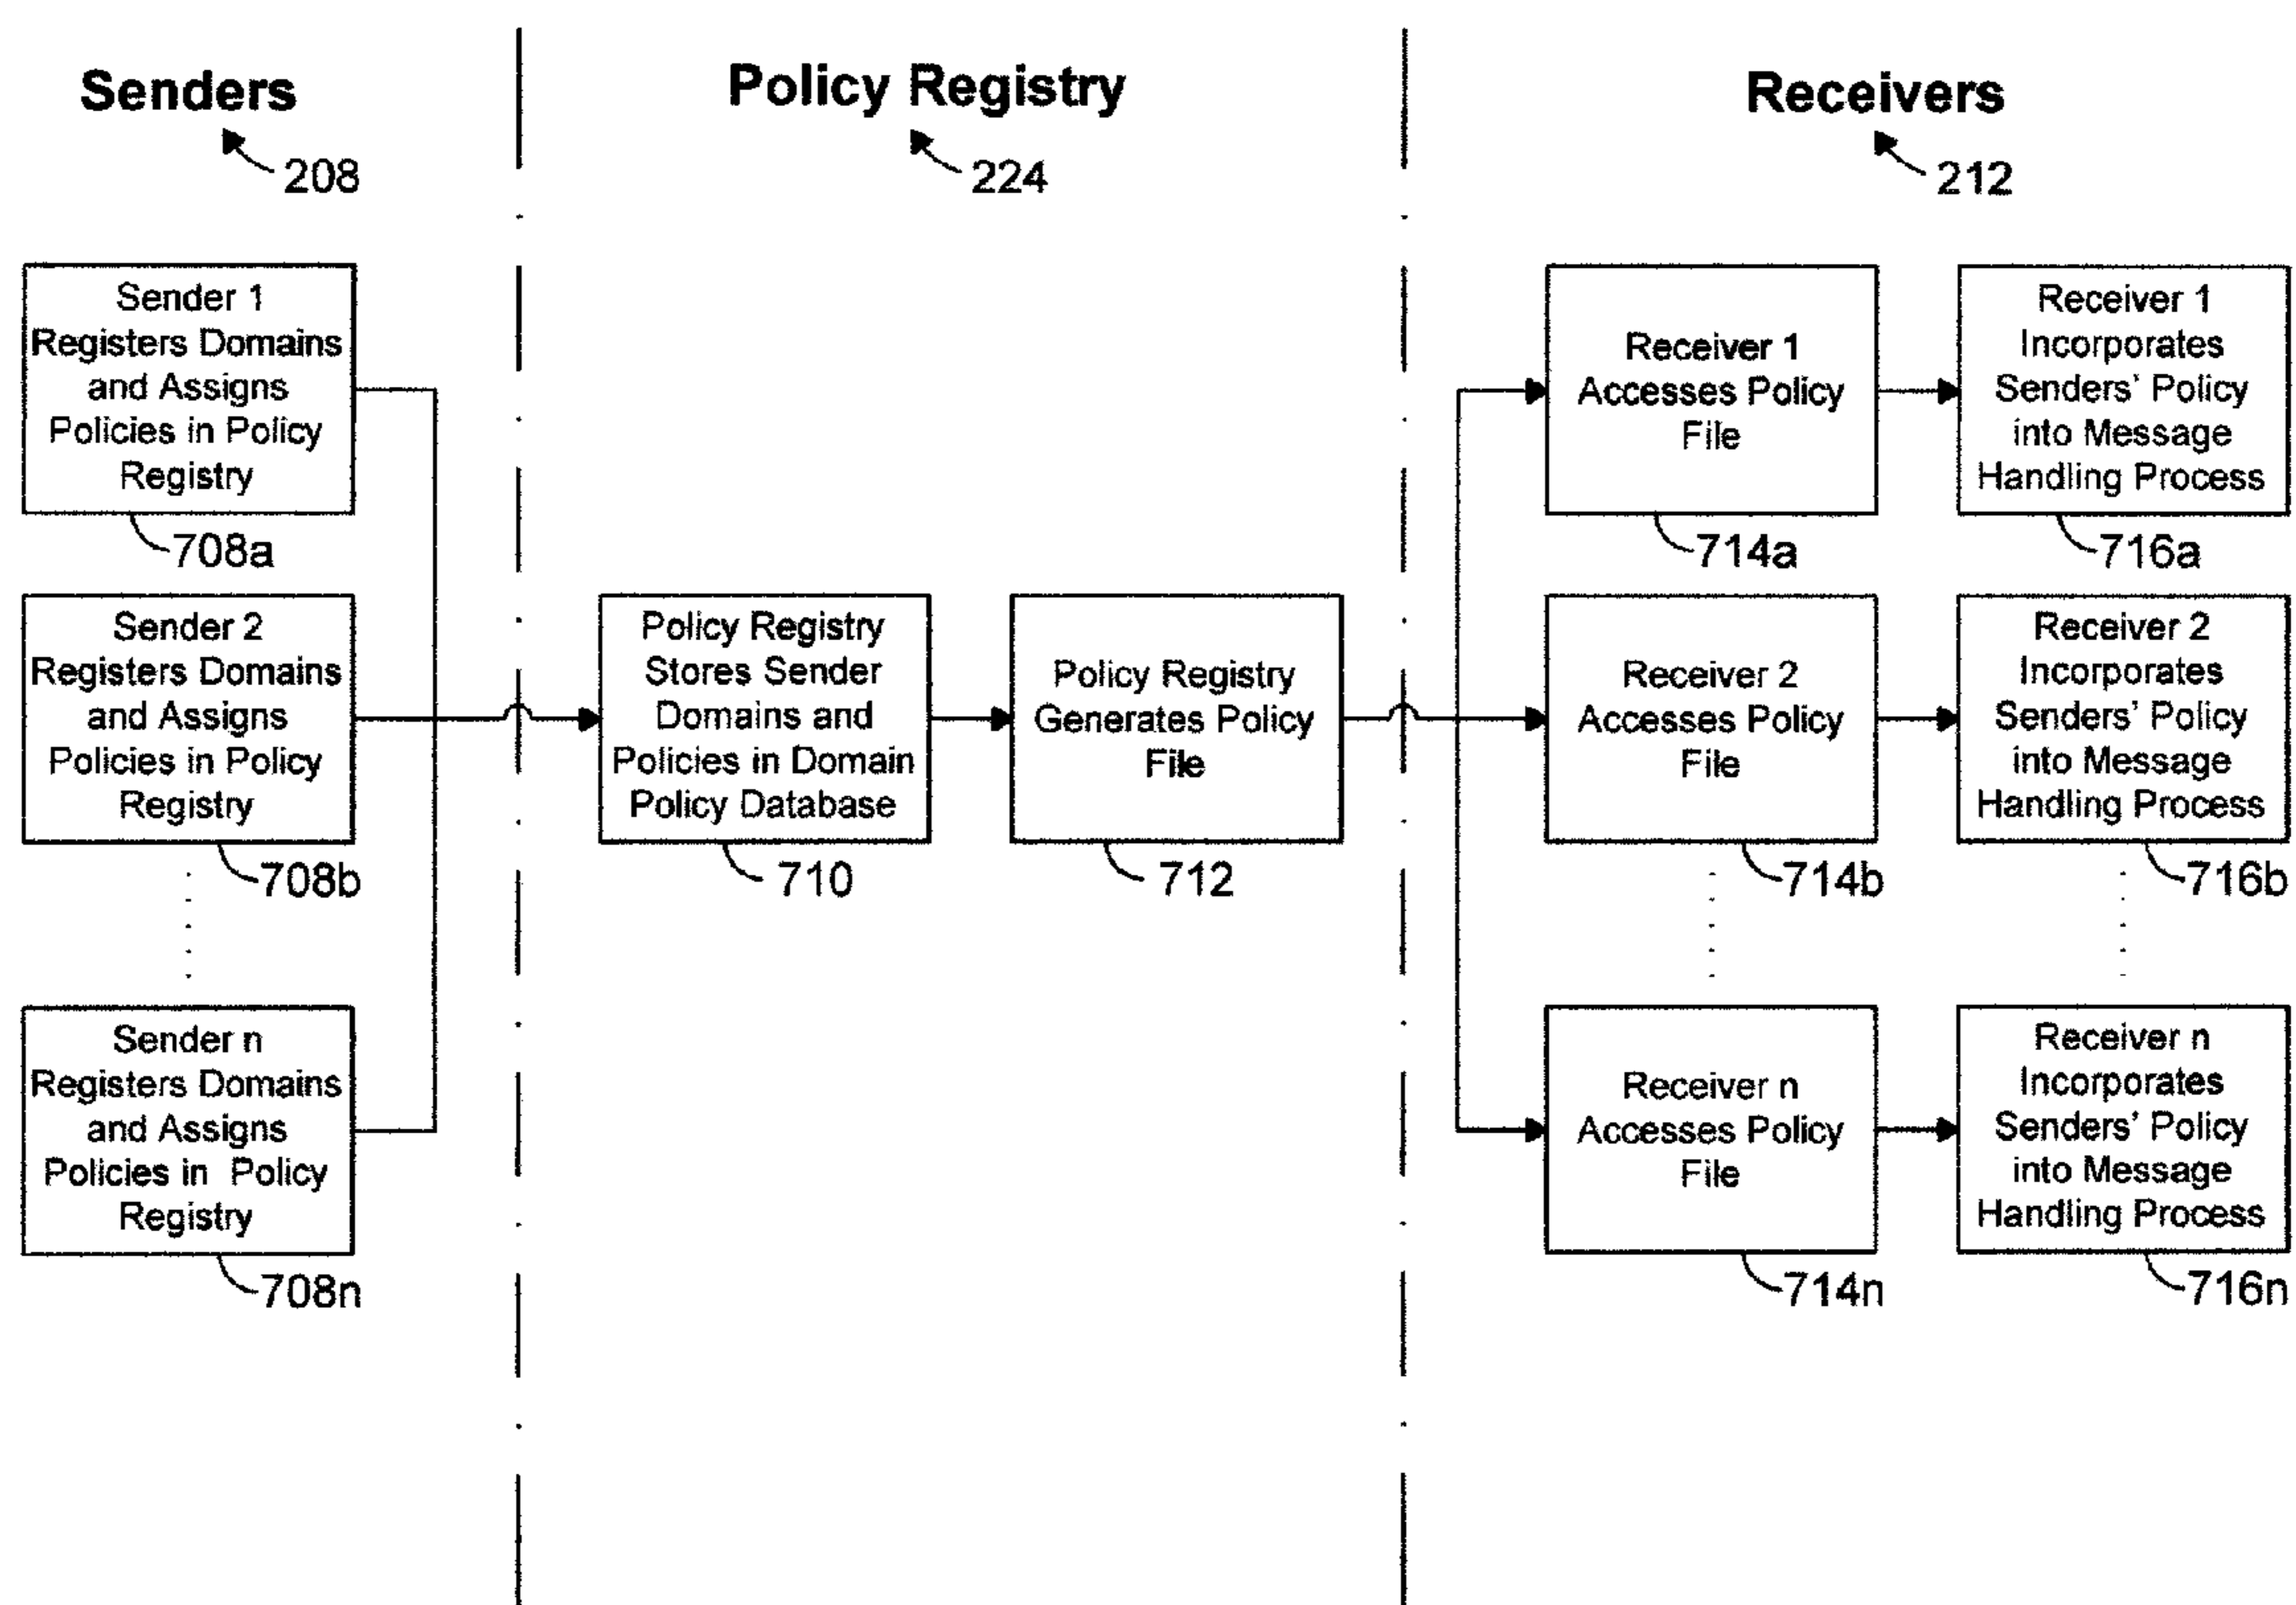 Senders
208
Policy Registry
224
Receivers
212
Sender 1
Registers Domains
and Assigns
Policies in Policy
Registry
708a
Sender 2
Registers Domains
and Assigns
Policies in Policy
Registry
708b
Sender n
Registers Domains
and Assigns
Policies in Policy
Registry
708n
Policy Registry
Stores Sender
Domains and
Policies in Domain
Policy Database
710
Policy Registry
Generates Policy
File
712
Receiver 1
Accesses Policy
File
714a
Receiver 1
Incorporates
Senders' Policy
into Message
Handling Process
716a
Receiver 2
Accesses Policy
File
714b
Receiver 2
Incorporates
Senders' Policy
into Message
Handling Process
716b
Receiver n
Accesses Policy
File
714n
Receiver n
Incorporates
Senders' Policy
into Message
Handling Process
716n